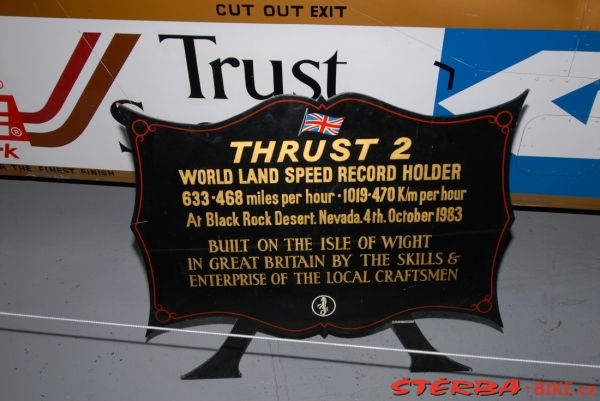 CUT OUT EXIT
Trust
THE FINEST FINISH
THRUST 2
WORLD LAND SPEED RECORD HOLDER
633·468 miles per hour · 1019·470 K/m per hour
At Black Rock Desert. Nevada. 4th. October 1983
BUILT ON THE ISLE OF WIGHT
IN GREAT BRITAIN BY THE SKILLS &
ENTERPRISE OF THE LOCAL CRAFTSMEN
ŠTĚRBA-BIKE.cz